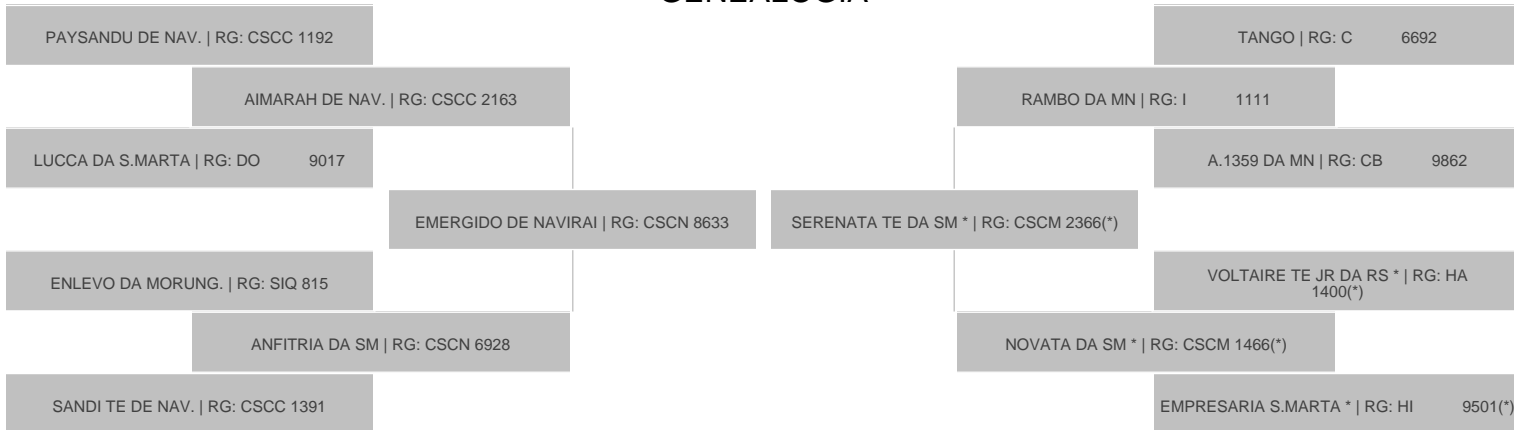 GENEALOGIA
PAYSANDU DE NAV. | RG: CSCC 1192
TANGO | RG: C 6692
AIMARAH DE NAV. | RG: CSCC 2163
RAMBO DA MN | RG: I 1111
LUCCA DA S.MARTA | RG: DO 9017
A.1359 DA MN | RG: CB 9862
EMERGIDO DE NAVIRAI | RG: CSCN 8633
SERENATA TE DA SM * | RG: CSCM 2366(*)
ENLEVO DA MORUNG. | RG: SIQ 815
VOLTAIRE TE JR DA RS * | RG: HA
1400(*)
ANFITRIA DA SM | RG: CSCN 6928
NOVATA DA SM * | RG: CSCM 1466(*)
SANDI TE DE NAV. | RG: CSCC 1391
EMPRESARIA S.MARTA * | RG: HI 9501(*)